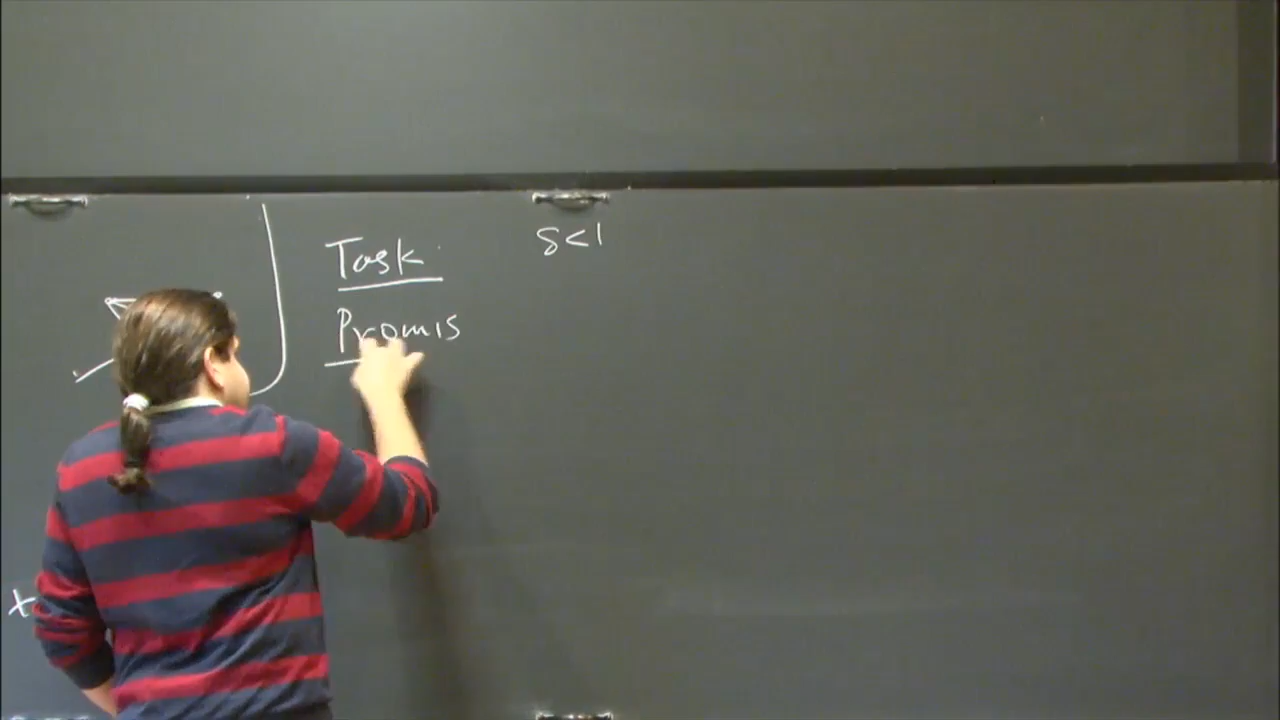 Task
δ<1
Promis
x